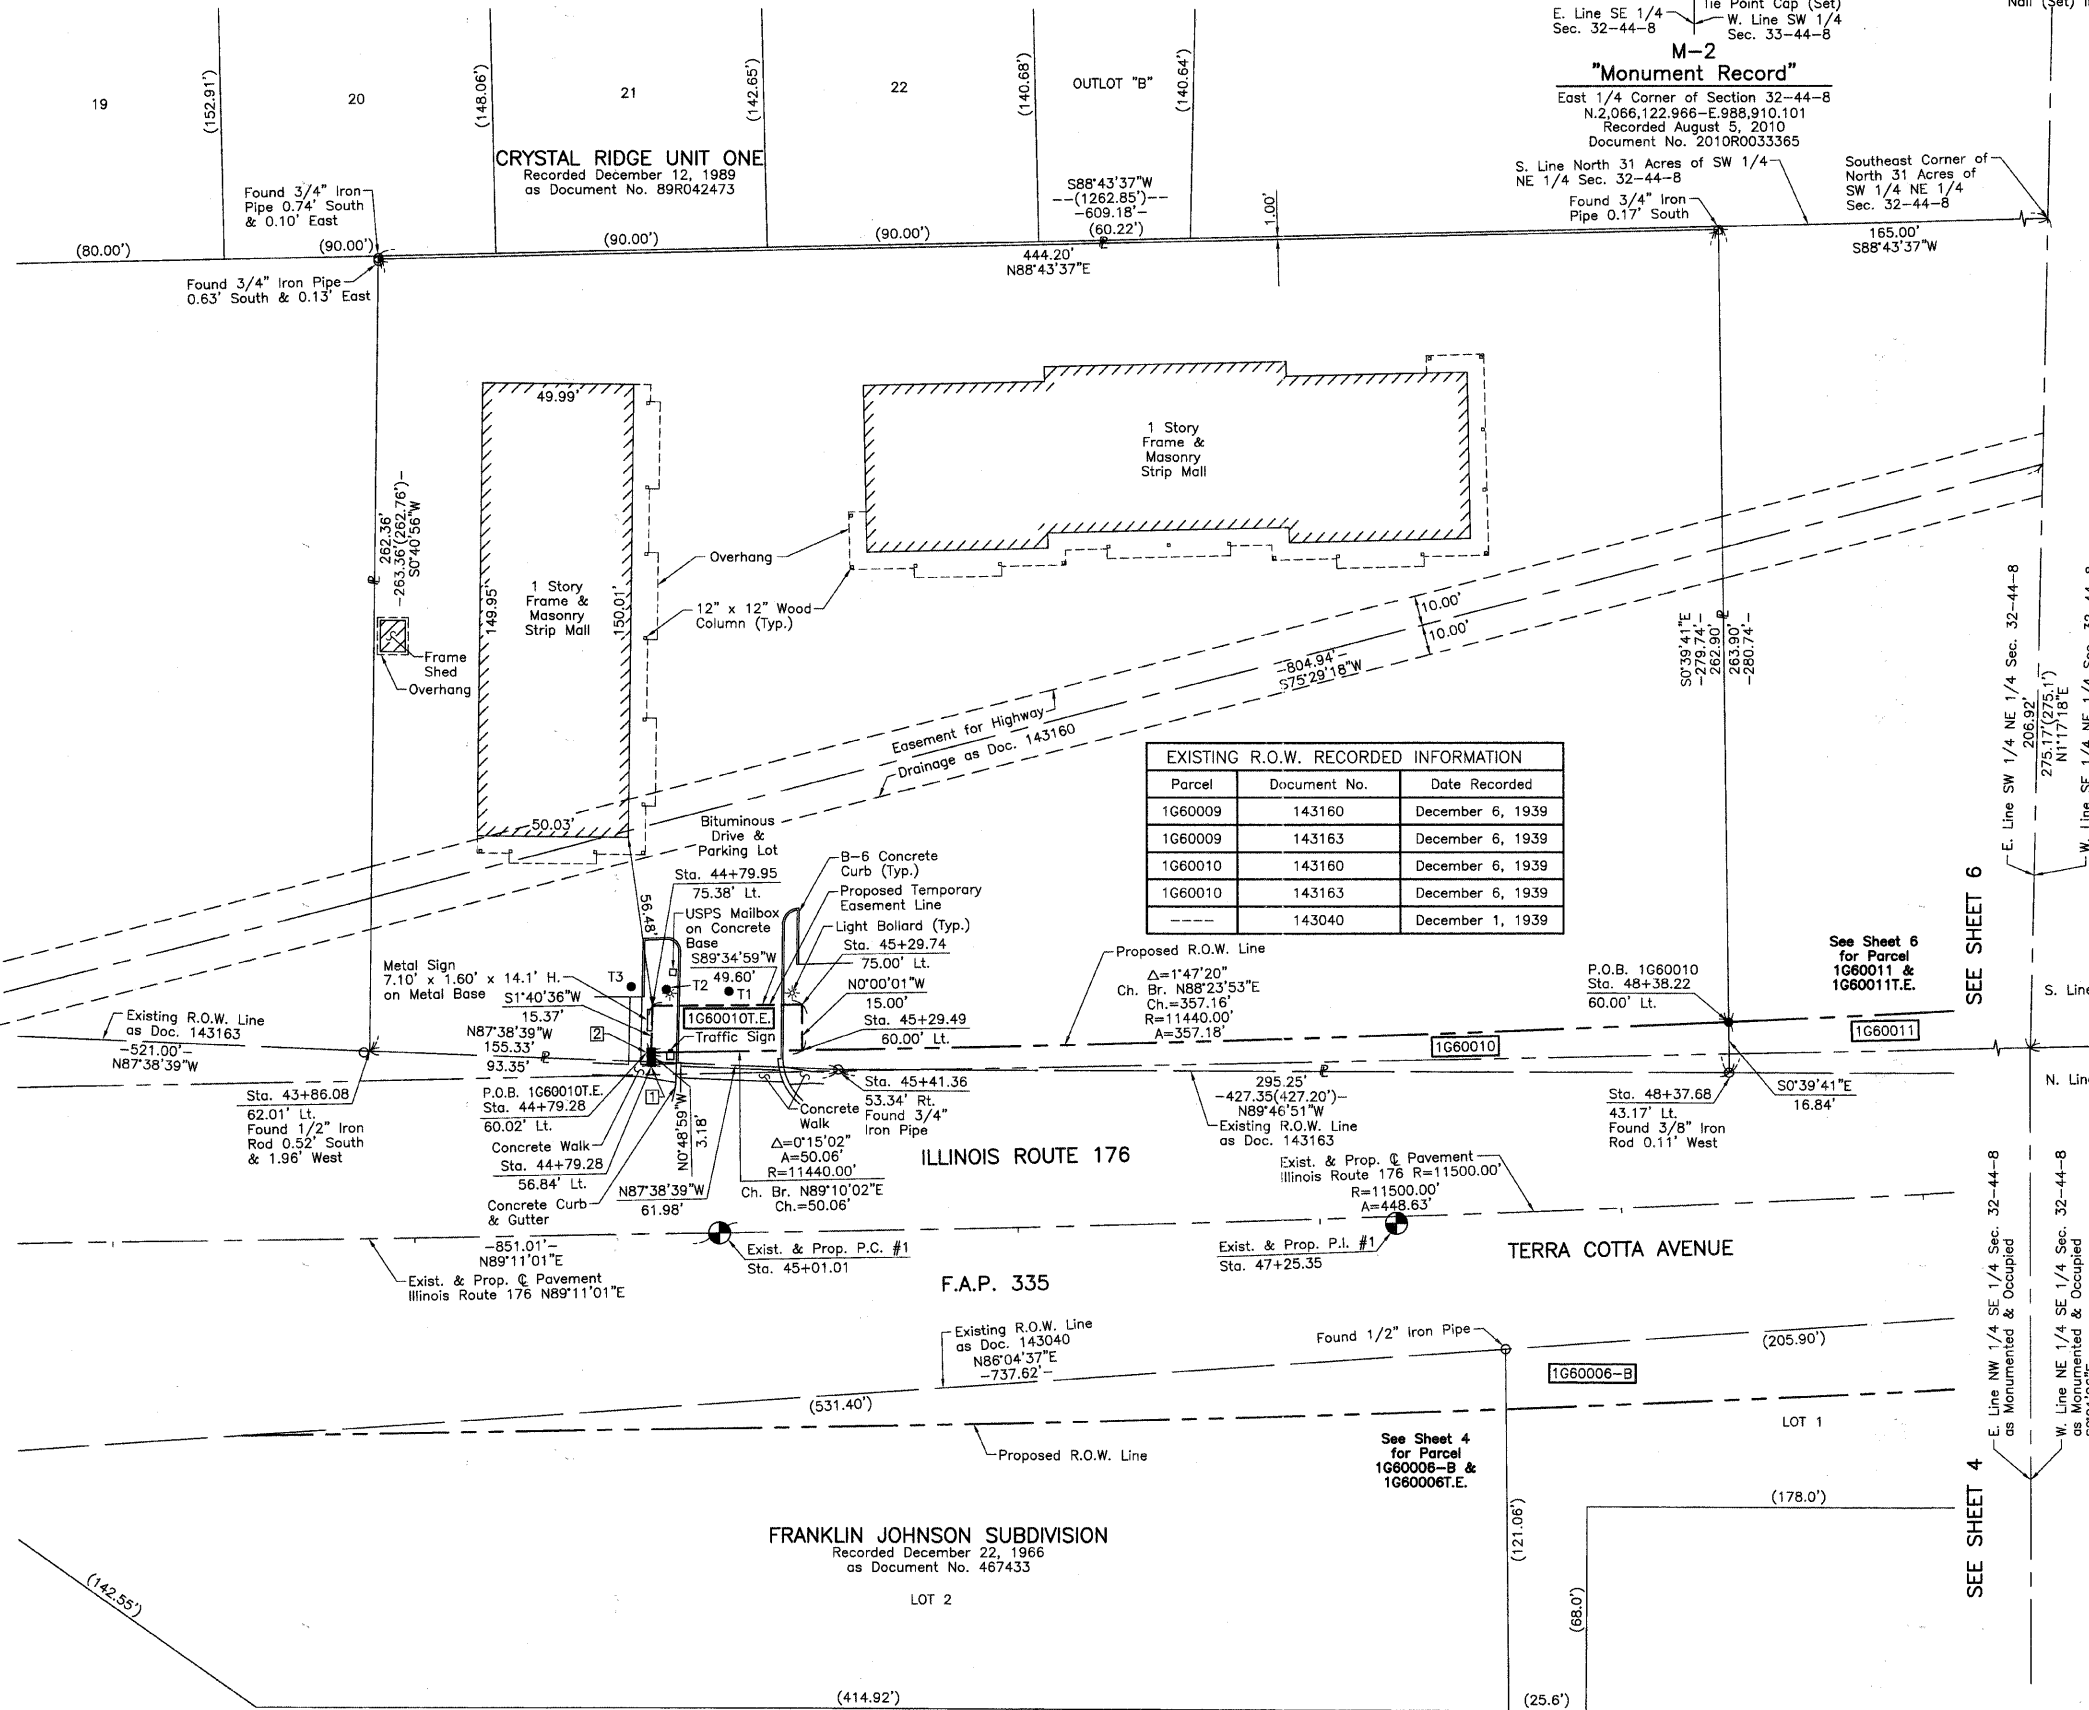 E. Line SE 1/4
Sec. 32-44-8
Tie Point Cap (Set)
W. Line SW 1/4
Sec. 33-44-8
M-2
"Monument Record"
East 1/4 Corner of Section 32-44-8
N.2,066,122.966-E.988,910.101
Recorded August 5, 2010
Document No. 2010R0033365
19
(152.91')
20
(148.06')
21
(142.65')
22
(140.68')
OUTLOT "B"
(140.64')
CRYSTAL RIDGE UNIT ONE
Recorded December 12, 1989
as Document No. 89R042473
Found 3/4" Iron
Pipe 0.74' South
& 0.10' East
(80.00')
(90.00')
(90.00')
(90.00')
S88°43'37"W
--(1262.85')--
-609.18'-
(60.22')
1.00'
S. Line North 31 Acres of SW 1/4
NE 1/4 Sec. 32-44-8
Found 3/4" Iron
Pipe 0.17' South
Southeast Corner of
North 31 Acres of
SW 1/4 NE 1/4
Sec. 32-44-8
165.00'
S88°43'37"W
Found 3/4" Iron Pipe
0.63' South & 0.13' East
444.20'
N88°43'37"E
49.99'
1 Story
Frame &
Masonry
Strip Mall
262.36'
-263.36'(262.76')-
S0°40'56"W
149.95'
1 Story
Frame &
Masonry
Strip Mall
150.01'
50.03'
Overhang
12" x 12" Wood
Column (Typ.)
Frame
Shed
Overhang
10.00'
10.00'
-804.94'-
S75°29'18"W
Easement for Highway
Drainage as Doc. 143160
S0°39'41"E
-279.74'-
262.90'
263.90'
-280.74'-
E. Line SW 1/4 NE 1/4 Sec. 32-44-8
206.92'
275.17'(275.1')
N1°17'18"E
W. Line SE 1/4 NE 1/4 Sec. 32-44-8
EXISTING R.O.W. RECORDED INFORMATION
Parcel Document No. Date Recorded
1G60009 143160 December 6, 1939
1G60009 143163 December 6, 1939
1G60010 143160 December 6, 1939
1G60010 143163 December 6, 1939
---- 143040 December 1, 1939
Bituminous
Drive &
Parking Lot
B-6 Concrete
Curb (Typ.)
Sta. 44+79.95
75.38' Lt.
Proposed Temporary
Easement Line
56.48'
USPS Mailbox
on Concrete
Base
Light Bollard (Typ.)
Sta. 45+29.74
75.00' Lt.
S89°34'59"W
49.60'
Metal Sign
7.10' x 1.60' x 14.1' H.
on Metal Base
T3
T2
T1
S1°40'36"W
15.37'
N0°00'01"W
15.00'
1G60010T.E.
Traffic Sign
Sta. 45+29.49
60.00' Lt.
Proposed R.O.W. Line
Δ=1°47'20"
Ch. Br. N88°23'53"E
Ch.=357.16'
R=11440.00'
A=357.18'
P.O.B. 1G60010
Sta. 48+38.22
60.00' Lt.
See Sheet 6
for Parcel
1G60011 &
1G60011T.E.
SEE SHEET 6
S. Line
1G60011
1G60010
Existing R.O.W. Line
as Doc. 143163
-521.00'-
N87°38'39"W
N87°38'39"W
155.33'
93.35'
2
1
Sta. 43+86.08
62.01' Lt.
Found 1/2" Iron
Rod 0.52' South
& 1.96' West
P.O.B. 1G60010T.E.
Sta. 44+79.28
60.02' Lt.
Concrete Walk
Sta. 44+79.28
56.84' Lt.
Concrete Curb
& Gutter
N0°48'59"W
3.18'
N87°38'39"W
61.98'
Concrete
Walk
Δ=0°15'02"
A=50.06'
R=11440.00'
Ch. Br. N89°10'02"E
Ch.=50.06'
Sta. 45+41.36
53.34' Rt.
Found 3/4"
Iron Pipe
295.25'
-427.35(427.20')-
N89°46'51"W
Existing R.O.W. Line
as Doc. 143163
Sta. 48+37.68
43.17' Lt.
Found 3/8" Iron
Rod 0.11' West
S0°39'41"E
16.84'
N. Line
ILLINOIS ROUTE 176
Exist. & Prop. ℄ Pavement
Illinois Route 176 R=11500.00'
R=11500.00'
A=448.63'
-851.01'-
N89°11'01"E
Exist. & Prop. ℄ Pavement
Illinois Route 176 N89°11'01"E
Exist. & Prop. P.C. #1
Sta. 45+01.01
Exist. & Prop. P.I. #1
Sta. 47+25.35
TERRA COTTA AVENUE
F.A.P. 335
E. Line NW 1/4 SE 1/4 Sec. 32-44-8
as Monumented & Occupied
W. Line NE 1/4 SE 1/4 Sec. 32-44-8
as Monumented & Occupied
Existing R.O.W. Line
as Doc. 143040
N86°04'37"E
-737.62'-
Found 1/2" Iron Pipe
(205.90')
1G60006-B
(531.40')
LOT 1
Proposed R.O.W. Line
See Sheet 4
for Parcel
1G60006-B &
1G60006T.E.
SEE SHEET 4
(178.0')
(121.06')
FRANKLIN JOHNSON SUBDIVISION
Recorded December 22, 1966
as Document No. 467433
LOT 2
(142.55')
(68.0')
(414.92')
(25.6')